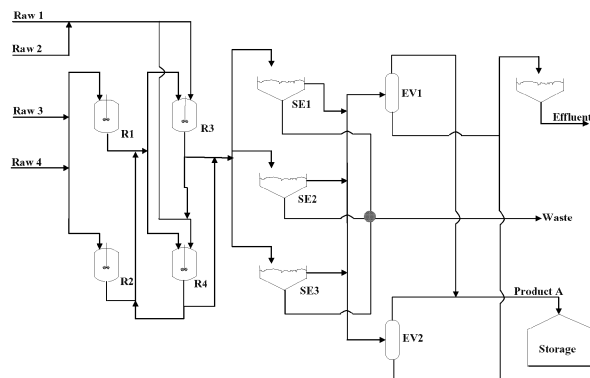 Raw 1
Raw 2
Raw 3
Raw 4
R1
R2
R3
R4
SE1
SE2
SE3
EV1
EV2
Effluent
Waste
Product A
Storage